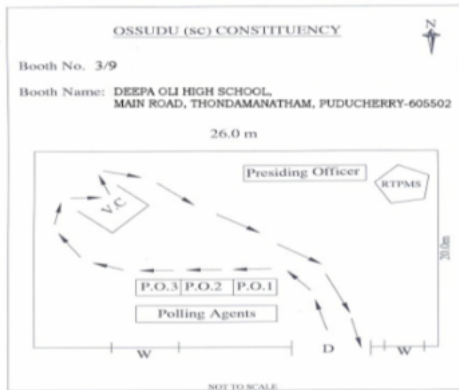 OSSUDU (SC) CONSTITUENCY
N
Booth No. 3/9
Booth Name: DEEPA OLI HIGH SCHOOL,
MAIN ROAD, THONDAMANATHAM, PUDUCHERRY-605502
26.0 m
Presiding Officer
RTPMS
V.C
20.0m
P.O.3 P.O.2 P.O.1
Polling Agents
W D W
NOT TO SCALE